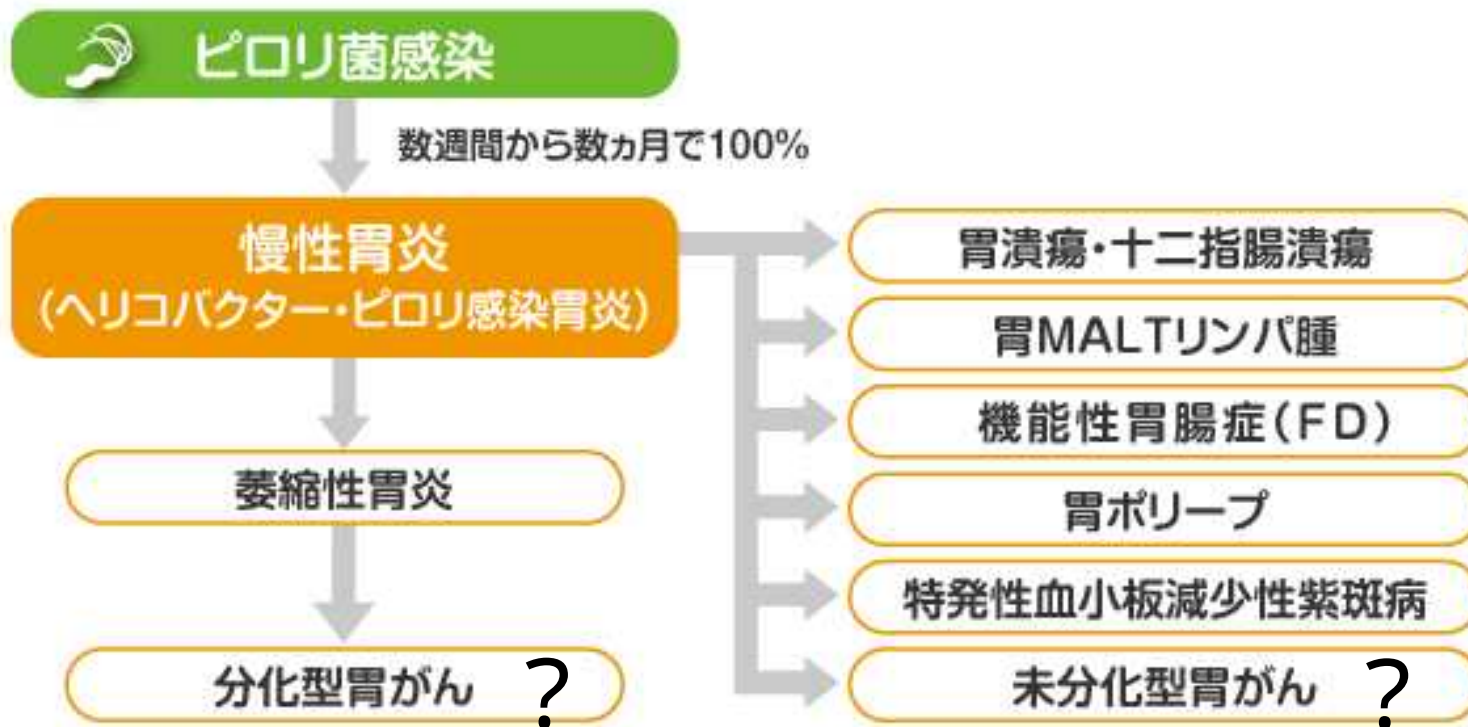 ピロリ菌感染
数週間から数ヵ月で100%
慢性胃炎
(ヘリコバクター・ピロリ感染胃炎)
萎縮性胃炎
分化型胃がん ?
胃潰瘍・十二指腸潰瘍
胃MALTリンパ腫
機能性胃腸症(FD)
胃ポリープ
特発性血小板減少性紫斑病
未分化型胃がん ?